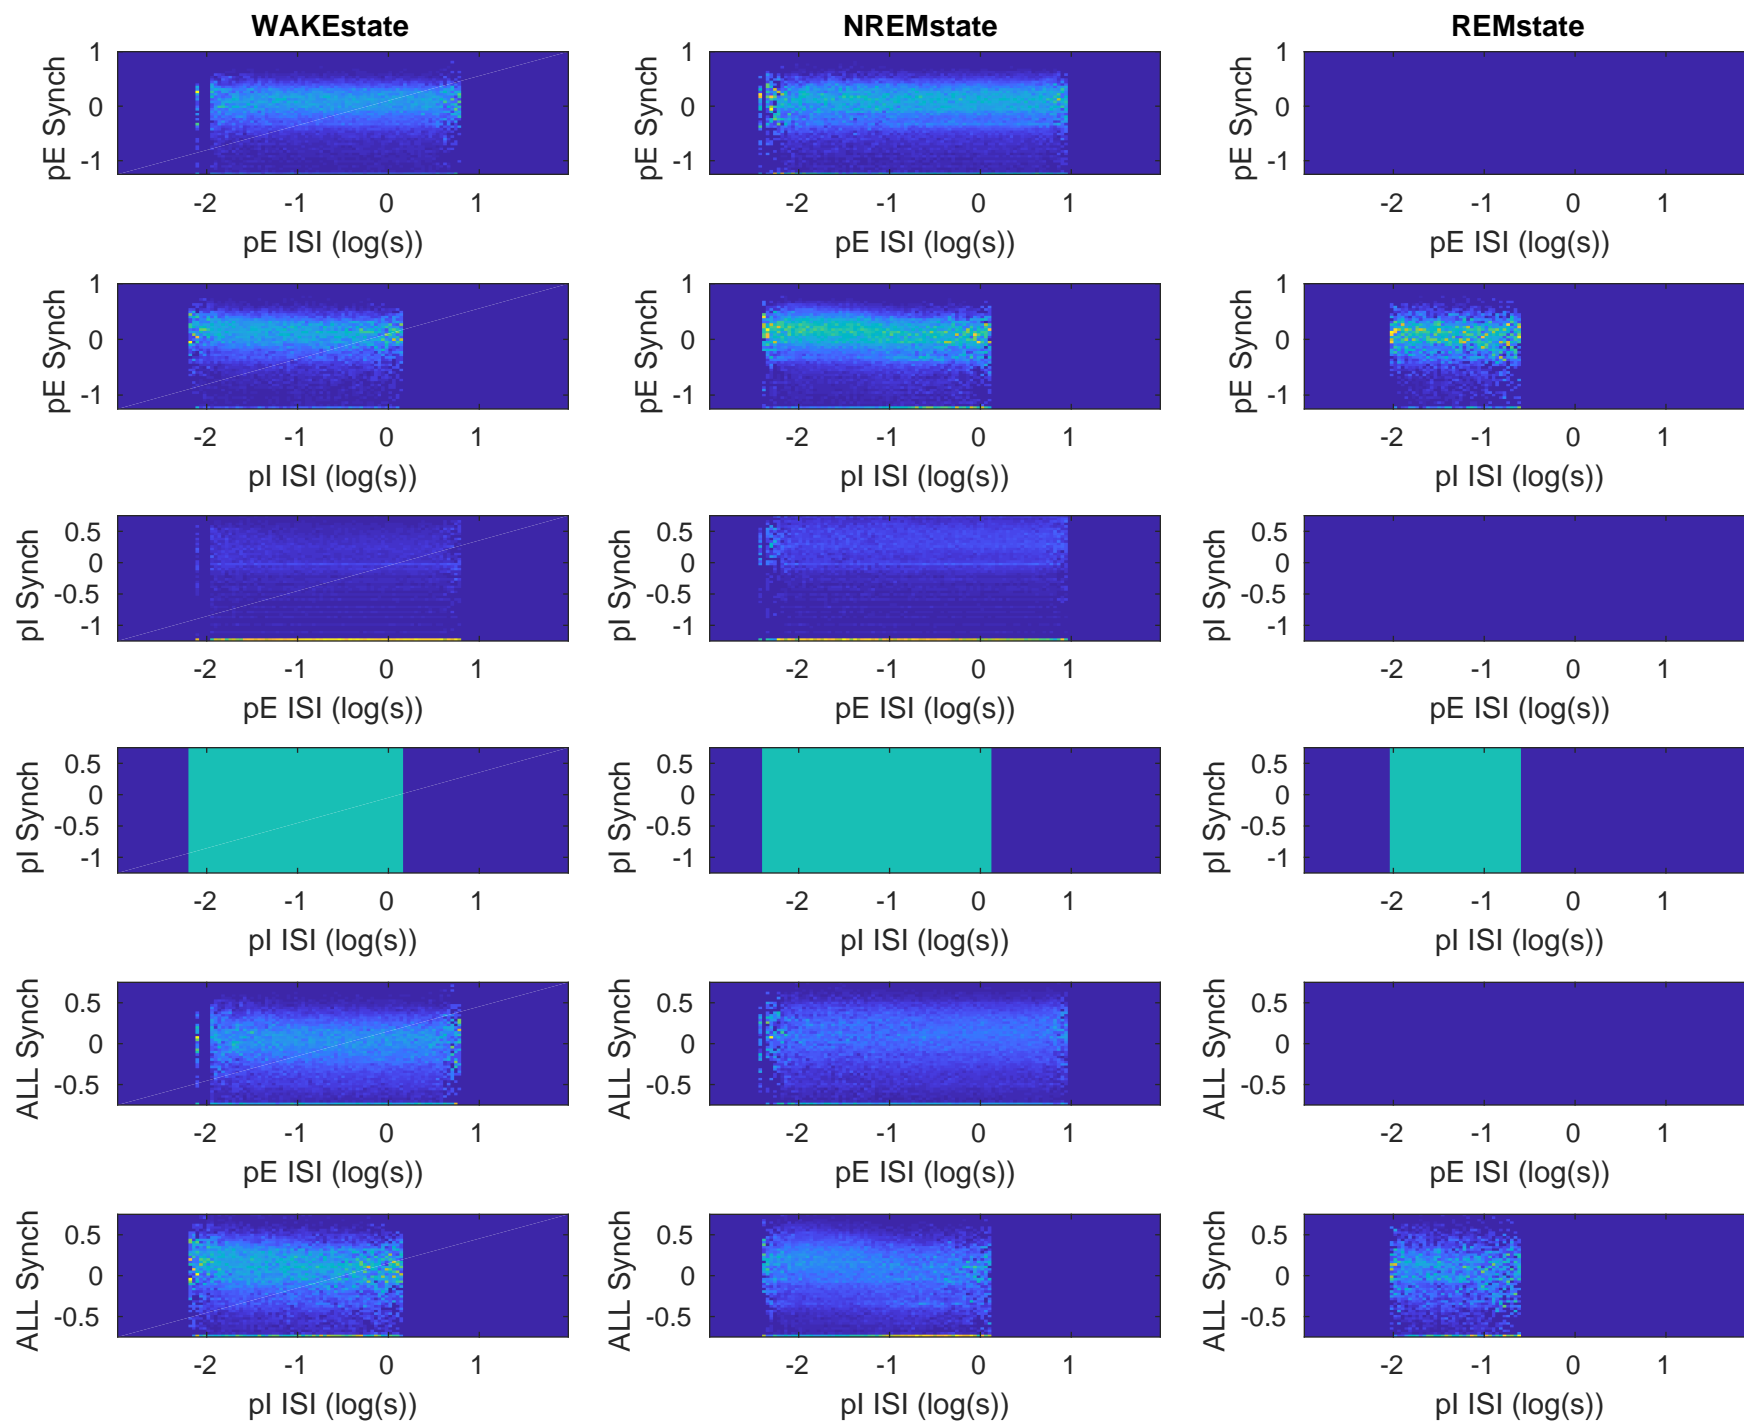 WAKEstate NREMstate REMstate
pE Synch 1 0 -1 pE Synch 1 0 -1 pE Synch 1 0 -1
-2 -1 0 1 -2 -1 0 1 -2 -1 0 1
pE ISI (log(s)) pE ISI (log(s)) pE ISI (log(s))
pE Synch 1 0 -1 pE Synch 1 0 -1 pE Synch 1 0 -1
-2 -1 0 1 -2 -1 0 1 -2 -1 0 1
pI ISI (log(s)) pI ISI (log(s)) pI ISI (log(s))
pI Synch 0.5 0 -0.5 -1 pI Synch 0.5 0 -0.5 -1 pI Synch 0.5 0 -0.5 -1
-2 -1 0 1 -2 -1 0 1 -2 -1 0 1
pE ISI (log(s)) pE ISI (log(s)) pE ISI (log(s))
pI Synch 0.5 0 -0.5 -1 pI Synch 0.5 0 -0.5 -1 pI Synch 0.5 0 -0.5 -1
-2 -1 0 1 -2 -1 0 1 -2 -1 0 1
pI ISI (log(s)) pI ISI (log(s)) pI ISI (log(s))
ALL Synch 0.5 0 -0.5 ALL Synch 0.5 0 -0.5 ALL Synch 0.5 0 -0.5
-2 -1 0 1 -2 -1 0 1 -2 -1 0 1
pE ISI (log(s)) pE ISI (log(s)) pE ISI (log(s))
ALL Synch 0.5 0 -0.5 ALL Synch 0.5 0 -0.5 ALL Synch 0.5 0 -0.5
-2 -1 0 1 -2 -1 0 1 -2 -1 0 1
pI ISI (log(s)) pI ISI (log(s)) pI ISI (log(s))